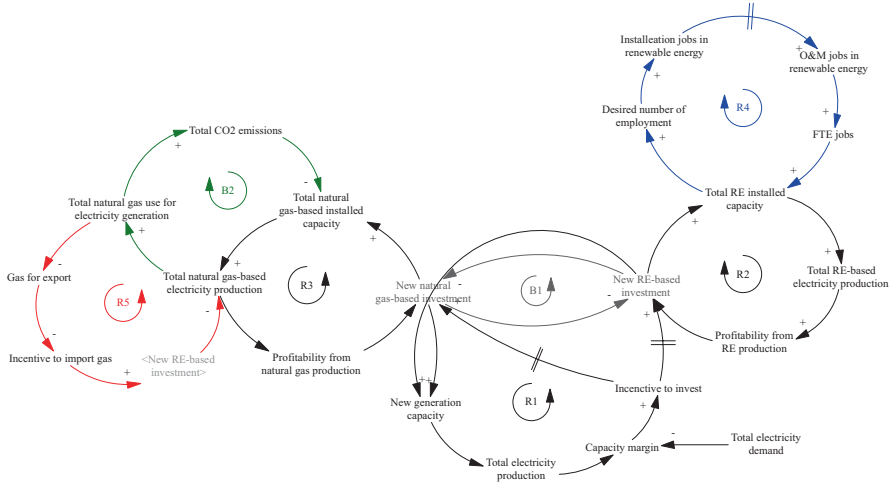 Installeation jobs in
renewable energy
O&M jobs in
renewable energy
+
+
R4
Desired number of
employment
+
FTE jobs
+
+
Total CO2 emissions
+
-
B2
Total natural
gas-based installed
capacity
Total RE installed
capacity
Total natural gas use for
electricity generation
+
+
+
+
-
+
Gas for export
Total natural gas-based
electricity production
R3
New natural
gas-based investment
-
+
B1
-
New RE-based
investment
R2
Total RE-based
electricity production
R5
-
+
+
-
Incentive to import gas
+
<New RE-based
investment>
Profitability from
natural gas production
+
Profitability from
RE production
++
New generation
capacity
R1
Incenctive to invest
+
Total electricity
production
+
Capacity margin
-
Total electricity
demand